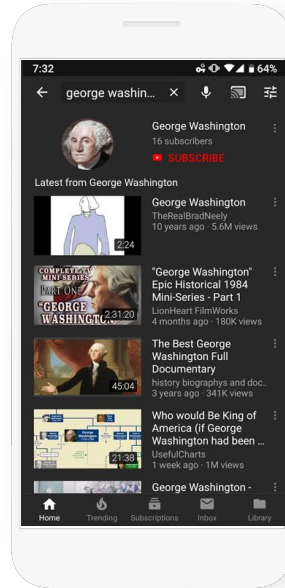 7:32
64%
george washin...
George Washington
16 subscribers
SUBSCRIBE
Latest from George Washington
George Washington
TheRealBradNeely
10 years ago · 5.6M views
2:24
"George Washington"
Epic Historical 1984
Mini-Series - Part 1
LionHeart FilmWorks
4 months ago · 180K views
COMPLETE TV
MINI-SERIES
PART ONE
"GEORGE
WASHINGTON"
2:31:20
The Best George
Washington Full
Documentary
history biographys and doc..
3 years ago · 341K views
45:04
Who would Be King of
America (if George
Washington had been ...
UsefulCharts
1 week ago · 1M views
21:38
George Washington -
Home
Trending
Subscriptions
Inbox
Library